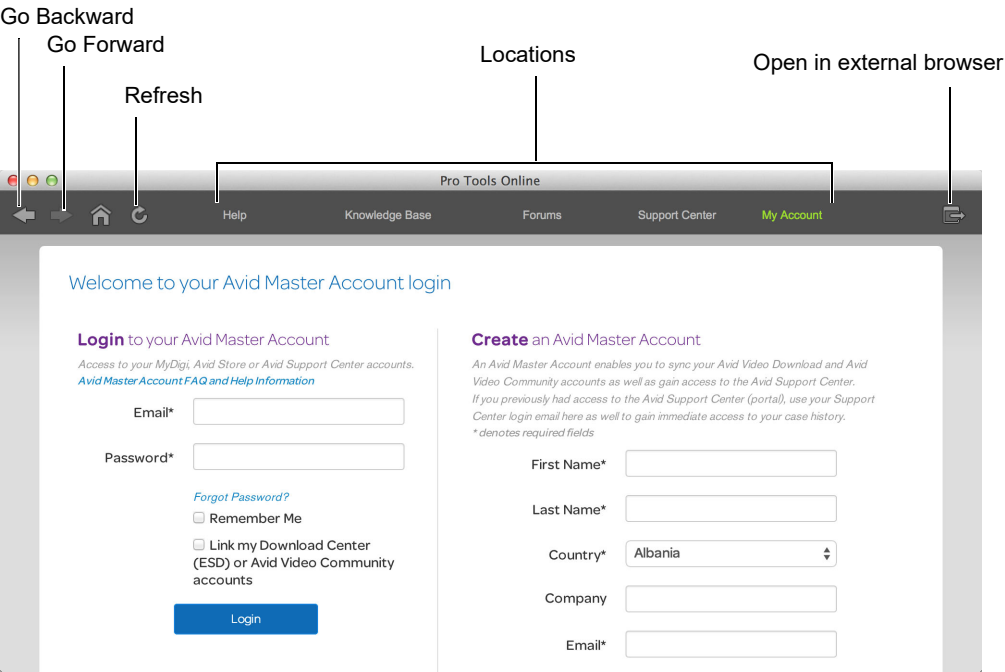 Go Backward
Go Forward
Refresh
Locations
Open in external browser
Pro Tools Online
Help
Knowledge Base
Forums
Support Center
My Account
Welcome to your Avid Master Account login
Login to your Avid Master Account
Access to your MyDigi, Avid Store or Avid Support Center accounts.
Avid Master Account FAQ and Help Information
Email*
Password*
Forgot Password?
Remember Me
Link my Download Center
(ESD) or Avid Video Community
accounts
Login
Create an Avid Master Account
An Avid Master Account enables you to sync your Avid Video Download and Avid
Video Community accounts as well as gain access to the Avid Support Center.
If you previously had access to the Avid Support Center (portal), use your Support
Center login email here as well to gain immediate access to your case history.
* denotes required fields
First Name*
Last Name*
Country*
Albania
Company
Email*